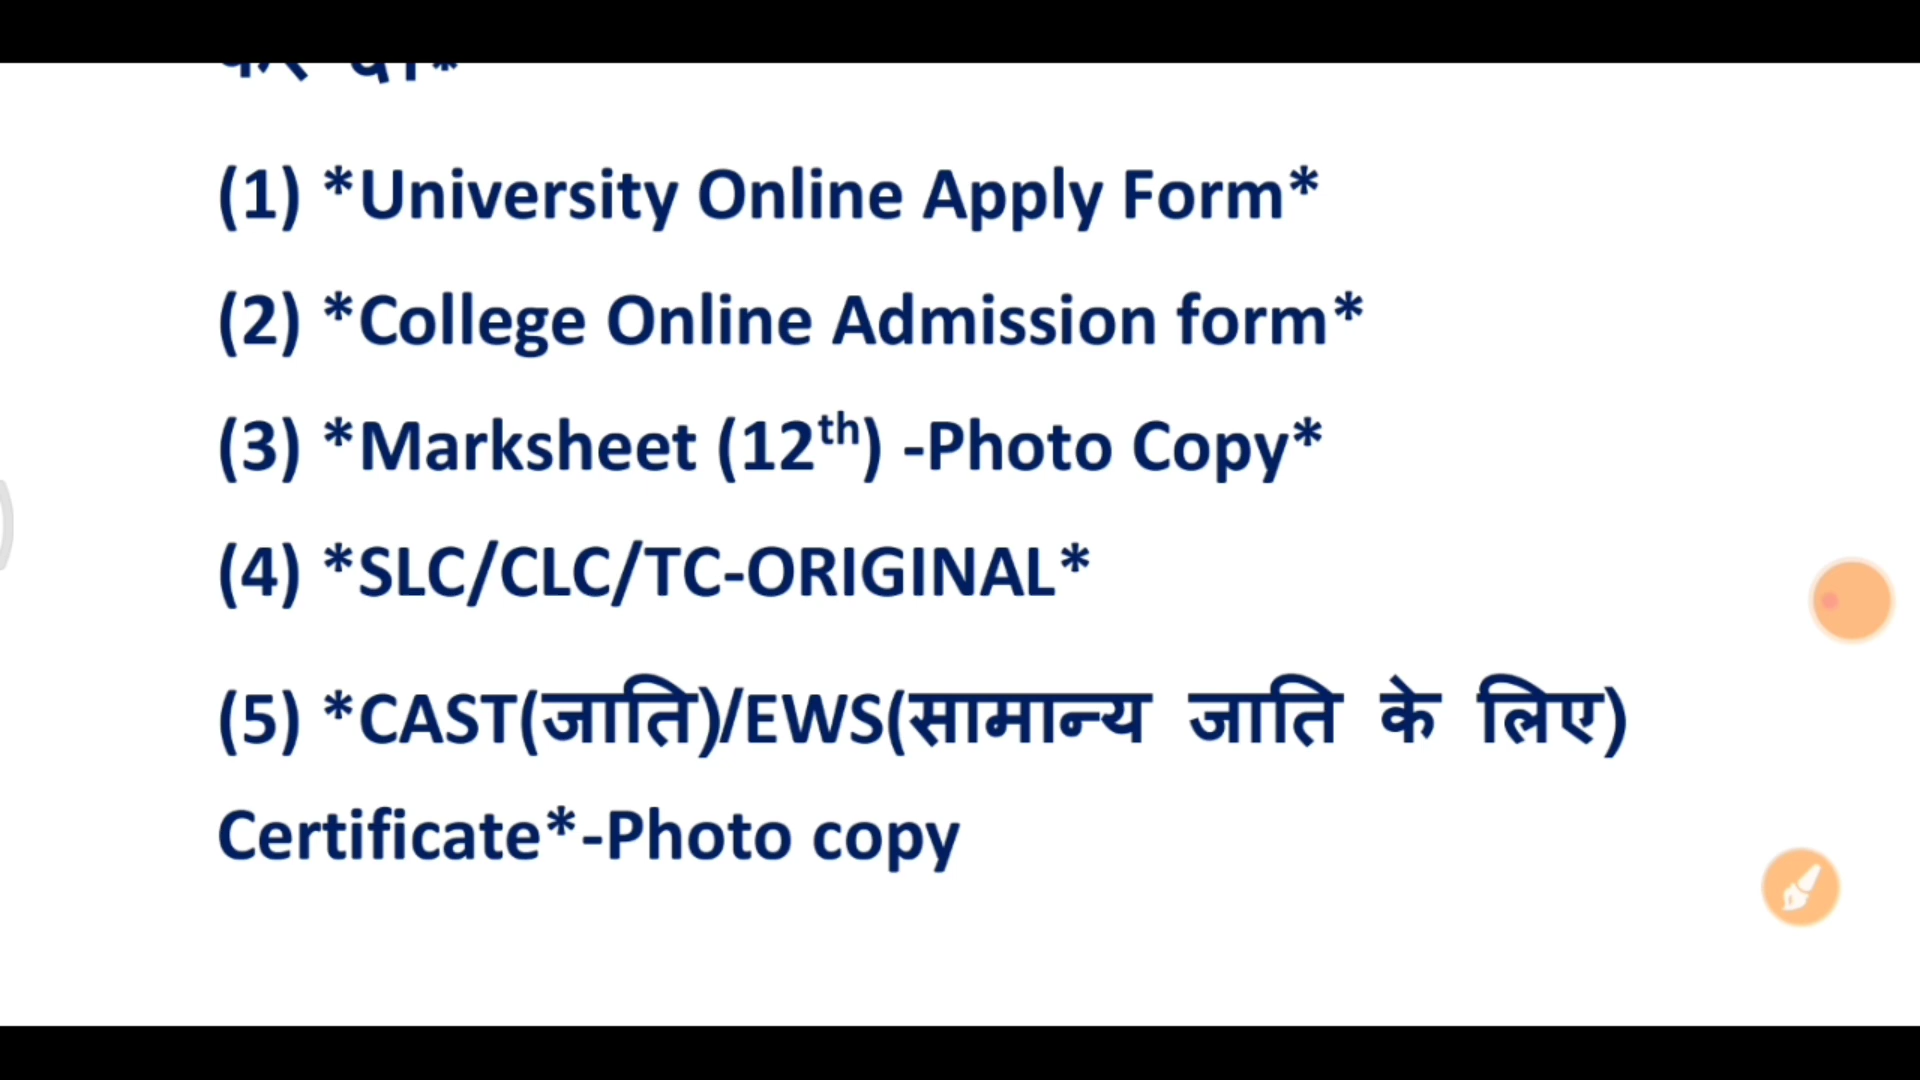 (1) *University Online Apply Form*
(2) *College Online Admission form*
(3) *Marksheet (12th) -Photo Copy*
(4) *SLC/CLC/TC-ORIGINAL*
(5) *CAST(जाति)/EWS(सामान्य जाति के लिए)
Certificate*-Photo copy